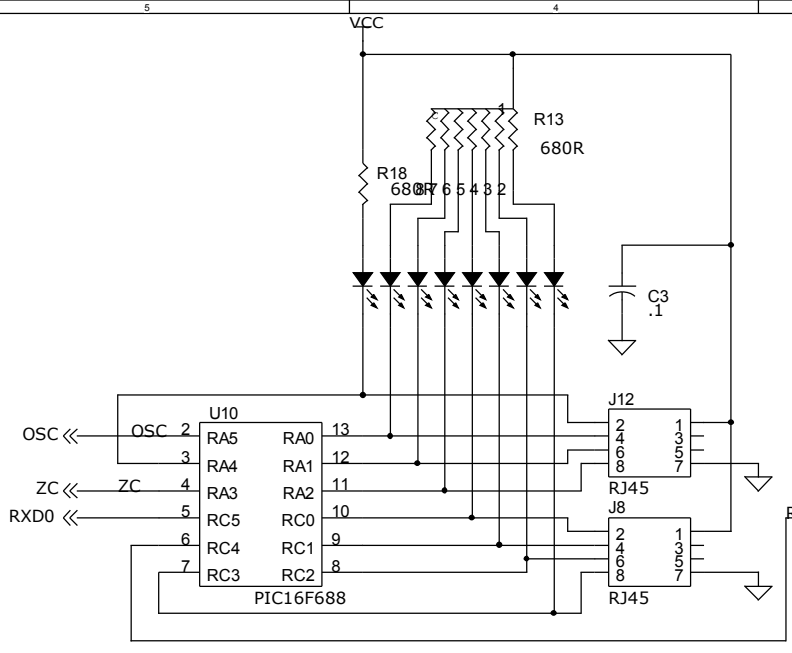 5 4
VCC
C 1 R13
680R
R18
680R 8 7 6 5 4 3 2
C3
.1
J12
U10
OSC OSC 2 RA5 RA0 13 2 1
4 3
3 RA4 RA1 12 6 5
8 7
ZC ZC 4 RA3 RA2 11 RJ45
RXD0 5 RC5 RC0 10 J8
2 1
6 RC4 RC1 9 4 3
6 5
7 RC3 RC2 8 8 7
PIC16F688 RJ45